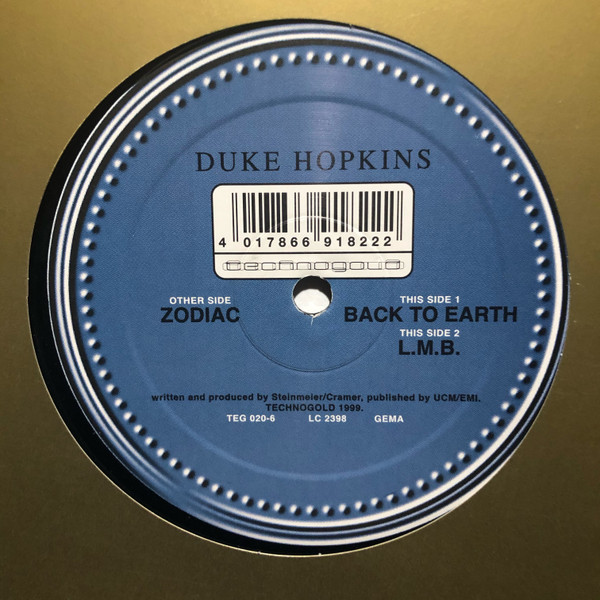 DUKE HOPKINS
4 017866 918222
technogold
OTHER SIDE
ZODIAC
THIS SIDE 1
BACK TO EARTH
THIS SIDE 2
L.M.B.
written and produced by Steinmeier/Cramer, published by UCM/EMI.
TECHNOGOLD 1999.
TEG 020-6 LC 2398 GEMA